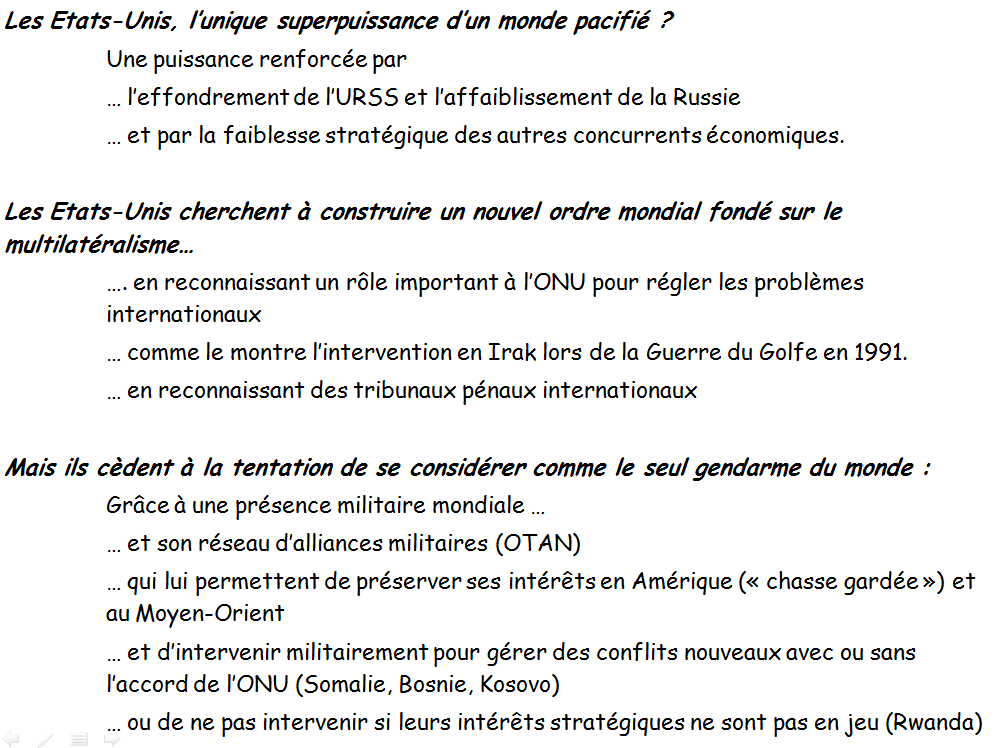 Les Etats-Unis, l'unique superpuissance d'un monde pacifié ?
Une puissance renforcée par
… l'effondrement de l'URSS et l'affaiblissement de la Russie
… et par la faiblesse stratégique des autres concurrents économiques.
Les Etats-Unis cherchent à construire un nouvel ordre mondial fondé sur le
multilatéralisme…
…. en reconnaissant un rôle important à l'ONU pour régler les problèmes
internationaux
… comme le montre l'intervention en Irak lors de la Guerre du Golfe en 1991.
… en reconnaissant des tribunaux pénaux internationaux
Mais ils cèdent à la tentation de se considérer comme le seul gendarme du monde :
Grâce à une présence militaire mondiale …
… et son réseau d'alliances militaires (OTAN)
… qui lui permettent de préserver ses intérêts en Amérique (« chasse gardée ») et
au Moyen-Orient
… et d'intervenir militairement pour gérer des conflits nouveaux avec ou sans
l'accord de l'ONU (Somalie, Bosnie, Kosovo)
… ou de ne pas intervenir si leurs intérêts stratégiques ne sont pas en jeu (Rwanda)